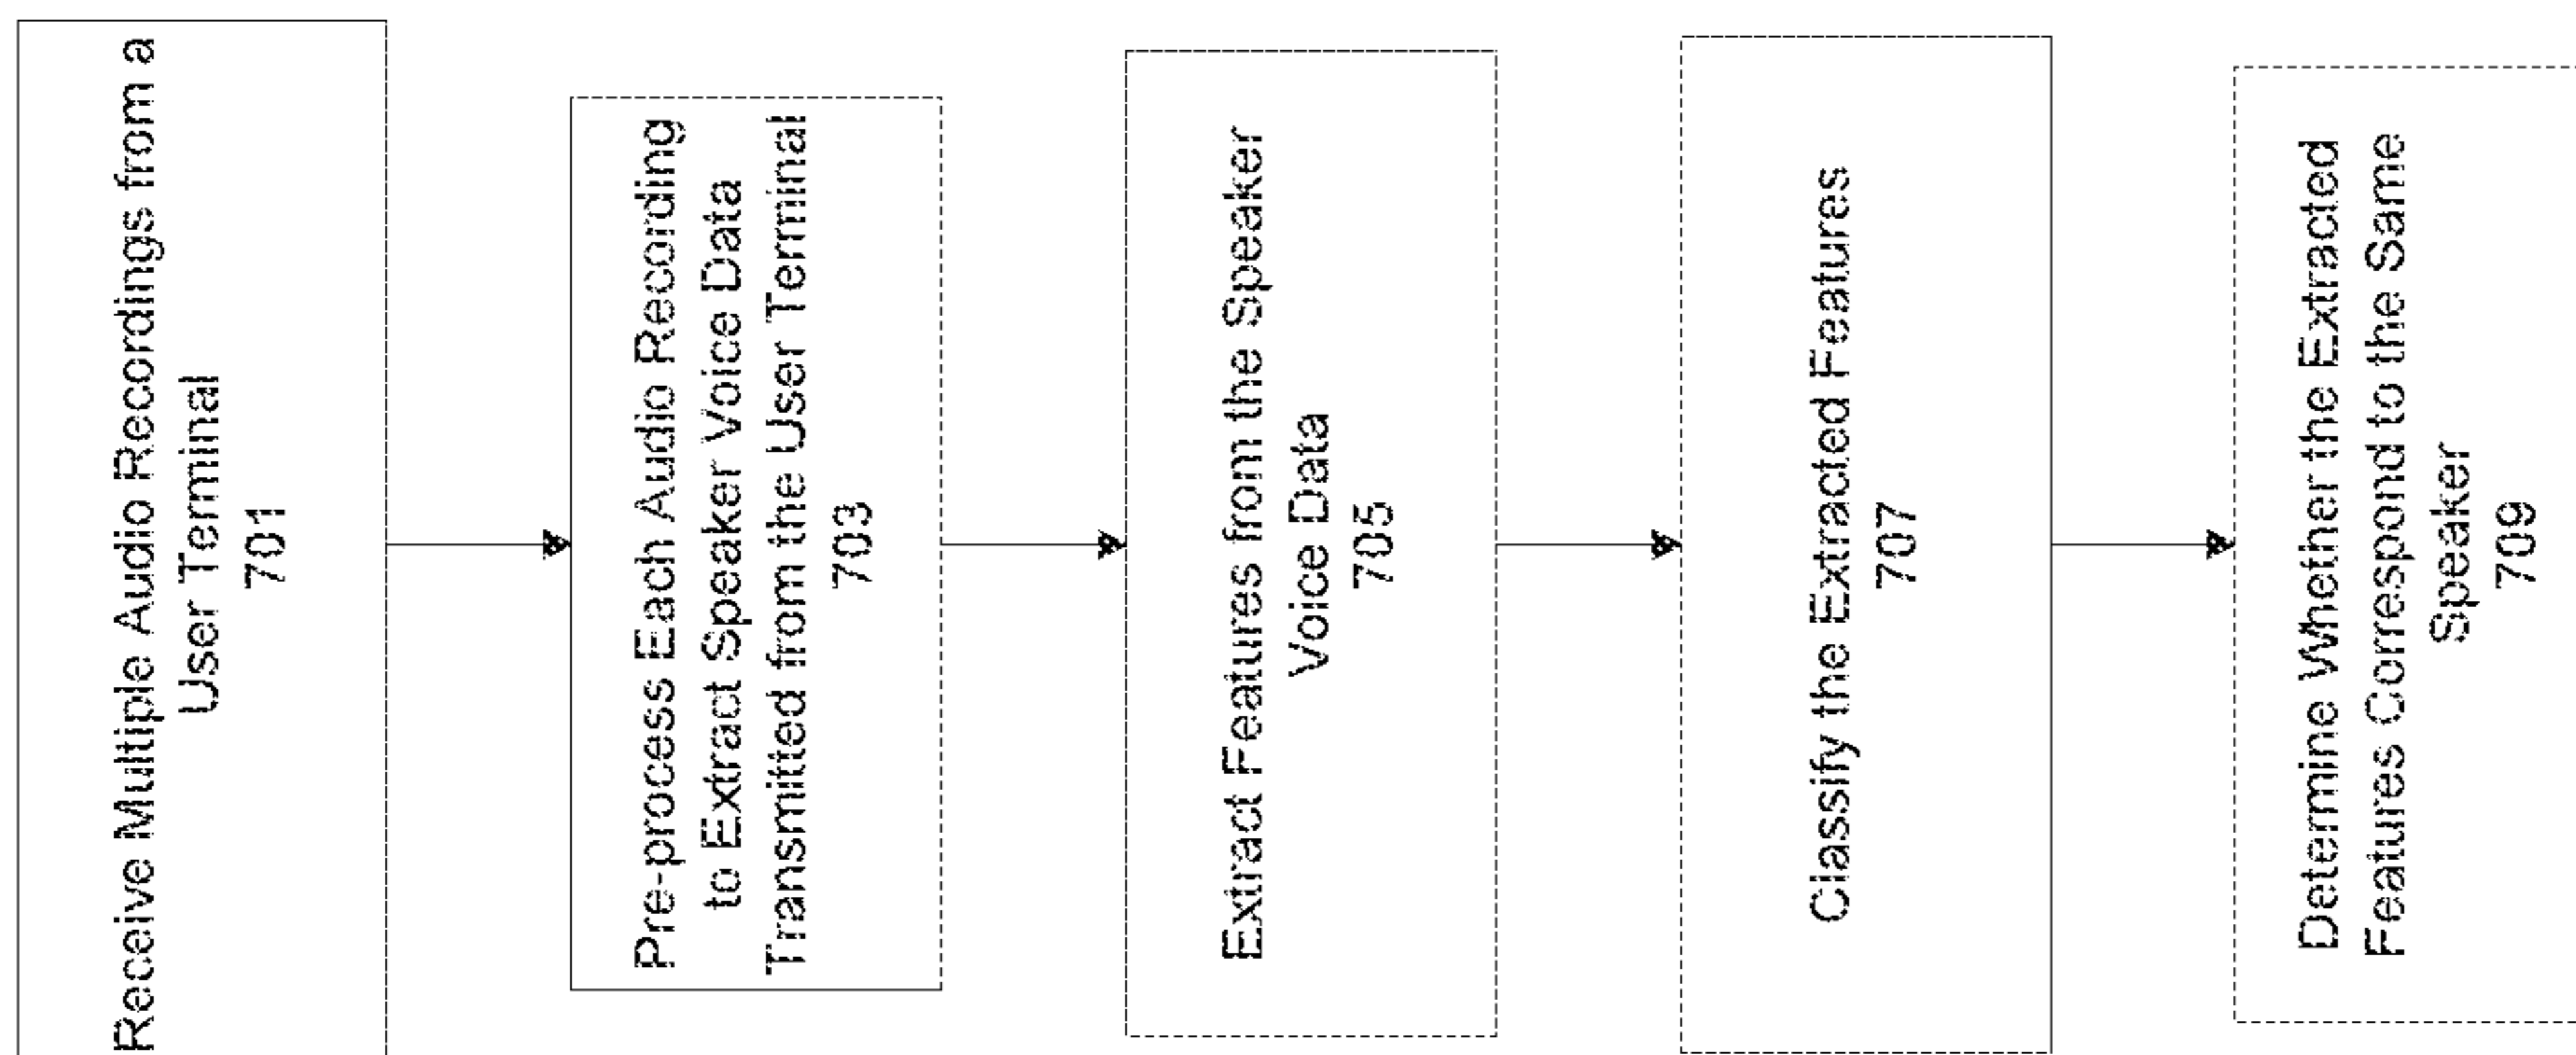 Receive Multiple Audio Recordings from a
User Terminal
701
Pre-process Each Audio Recording
to Extract Speaker Voice Data
Transmitted from the User Terminal
703
Extract Features from the Speaker
Voice Data
705
Classify the Extracted Features
707
Determine Whether the Extracted
Features Correspond to the Same
Speaker
709